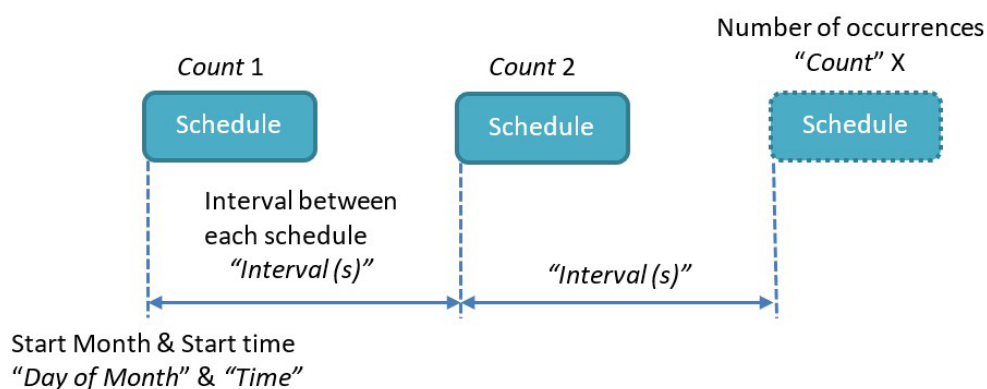 Number of occurrences
“Count” X
Count 1
Count 2
Schedule
Schedule
Schedule
Interval between
each schedule
“Interval (s)”
“Interval (s)”
Start Month & Start time
“Day of Month” & “Time”